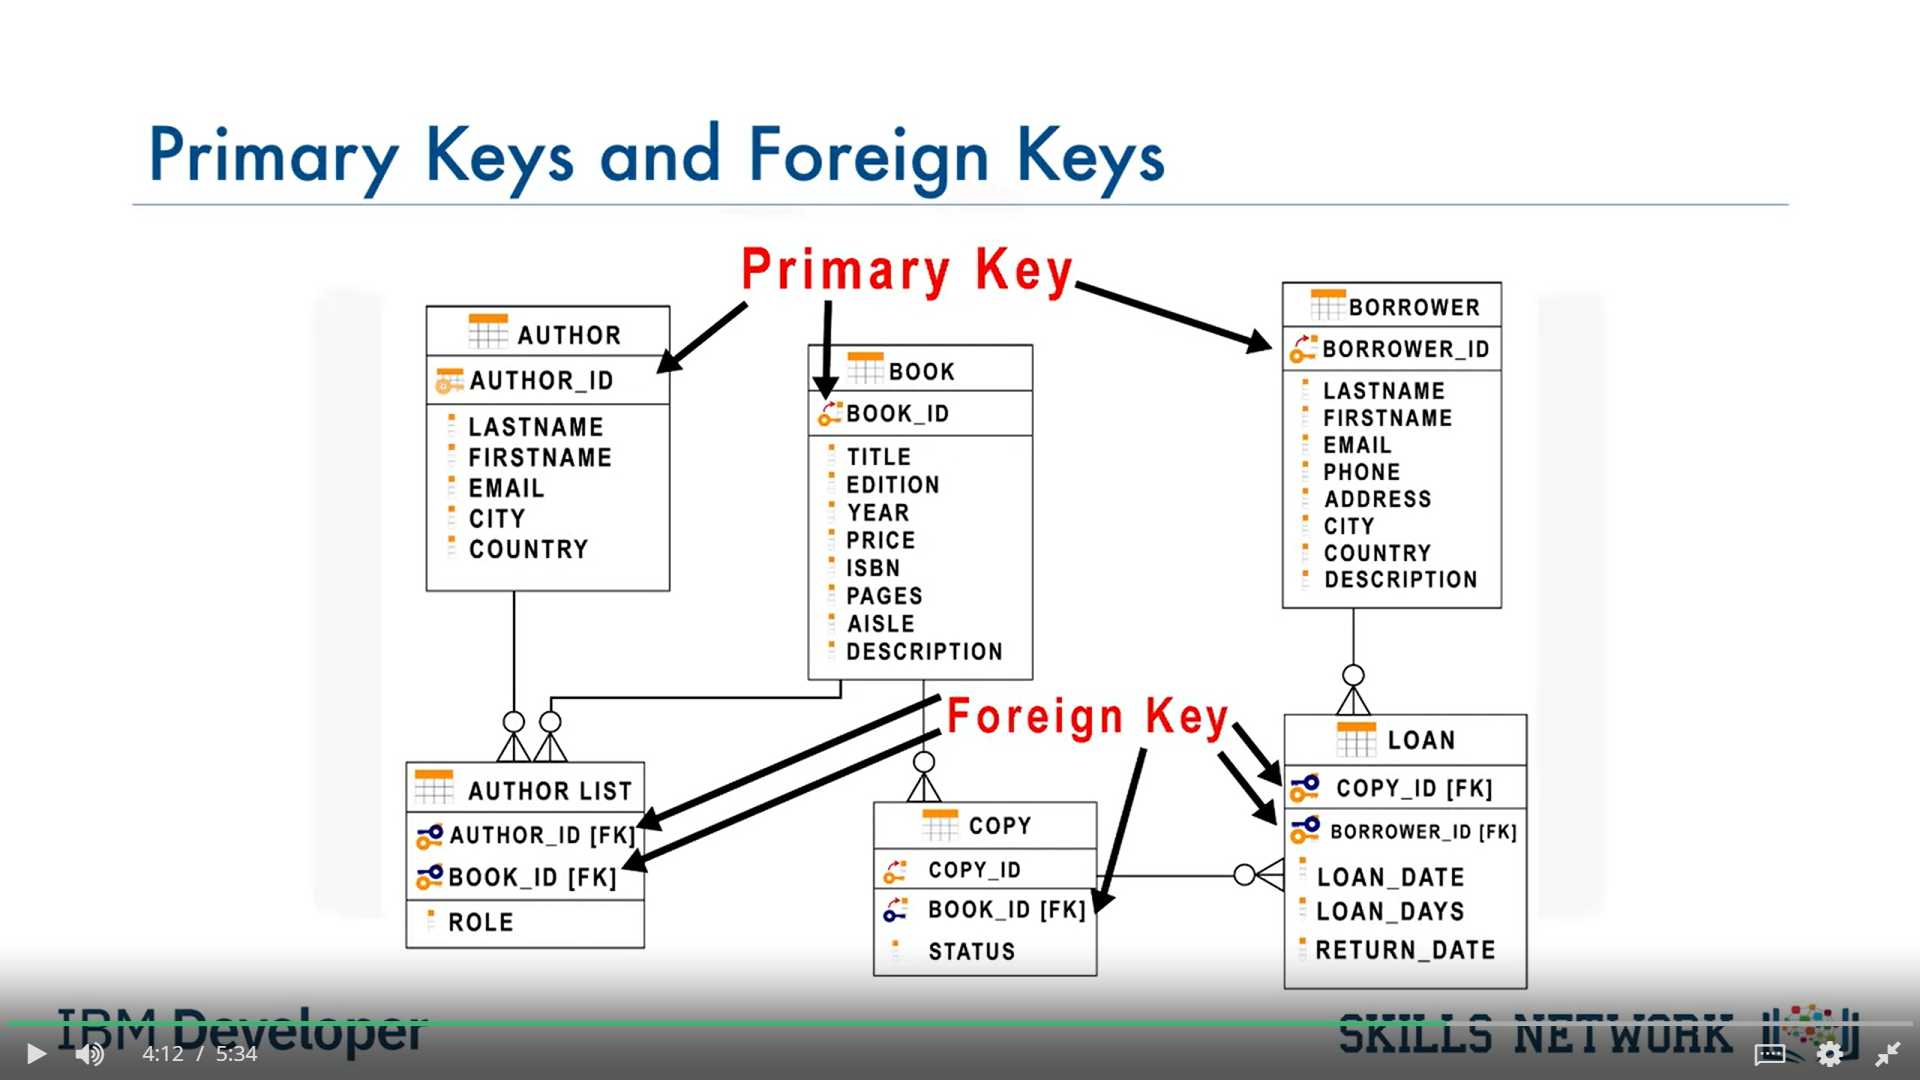 Primary Keys and Foreign Keys
Primary Key
AUTHOR
AUTHOR_ID
LASTNAME
FIRSTNAME
EMAIL
CITY
COUNTRY
BOOK
BOOK_ID
TITLE
EDITION
YEAR
PRICE
ISBN
PAGES
AISLE
DESCRIPTION
BORROWER
BORROWER_ID
LASTNAME
FIRSTNAME
EMAIL
PHONE
ADDRESS
CITY
COUNTRY
DESCRIPTION
Foreign Key
AUTHOR LIST
AUTHOR_ID [FK]
BOOK_ID [FK]
ROLE
COPY
COPY_ID
BOOK_ID [FK]
STATUS
LOAN
COPY_ID [FK]
BORROWER_ID [FK]
LOAN_DATE
LOAN_DAYS
RETURN_DATE
IBM Developer
SKILLS NETWORK
4:12 / 5:34